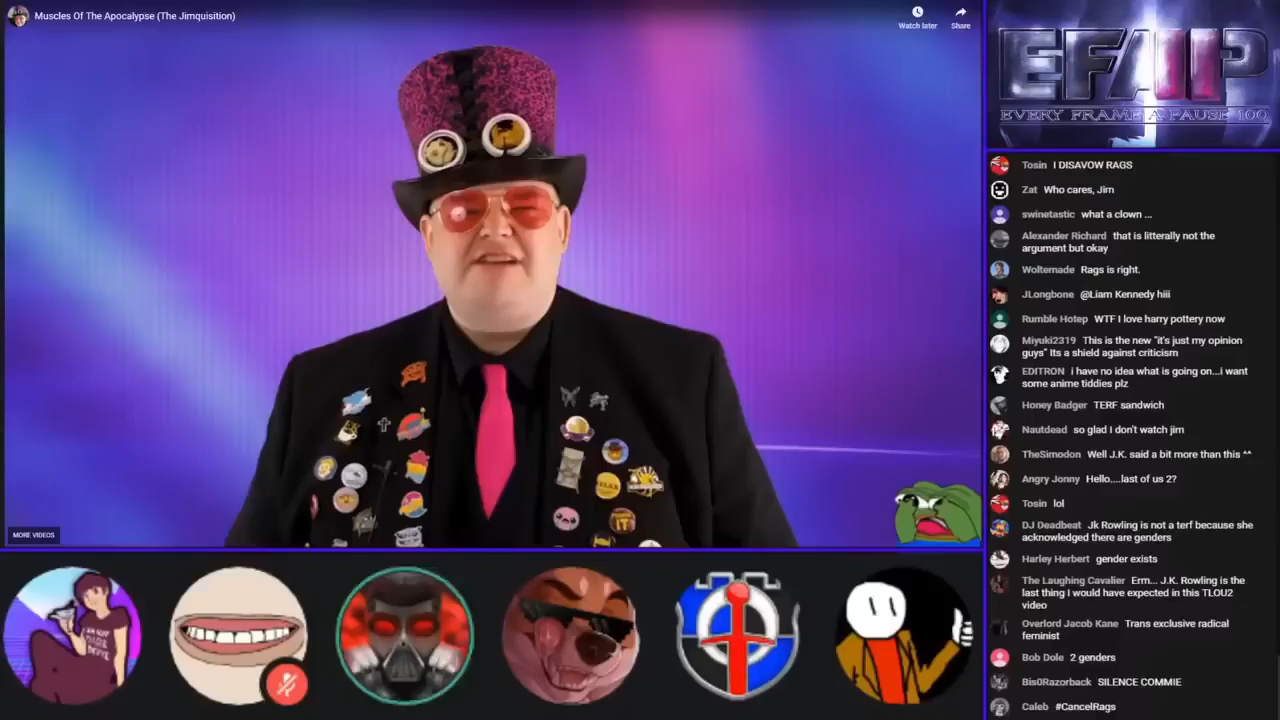 Muscles Of The Apocalypse (The Jimquisition)
Watch later
Share
MORE VIDEOS
RELAX
IT
I AM NOT
DADIE
DEFYE
EFAP
EVERY FRAME A PAUSE 100
Tosin I DISAVOW RAGS
Zat Who cares, Jim
swinetastic what a clown ...
Alexander Richard that is litterally not the
argument but okay
Wolternade Rags is right.
JLongbone @Liam Kennedy hiii
Rumble Hotep WTF I love harry pottery now
Miyuki2319 This is the new "it's just my opinion
guys" Its a shield against criticism
EDITRON i have no idea what is going on...i want
some anime tiddies plz
Honey Badger TERF sandwich
Nautdead so glad I don't watch jim
TheSimodon Well J.K. said a bit more than this ^^
Angry Jonny Hello....last of us 2?
Tosin lol
DJ Deadbeat Jk Rowling is not a terf because she
acknowledged there are genders
Harley Herbert gender exists
The Laughing Cavalier Erm... J.K. Rowling is the
last thing I would have expected in this TLOU2
video
Overlord Jacob Kane Trans exclusive radical
feminist
Bob Dole 2 genders
Bis0Razorback SILENCE COMMIE
Caleb #CancelRags